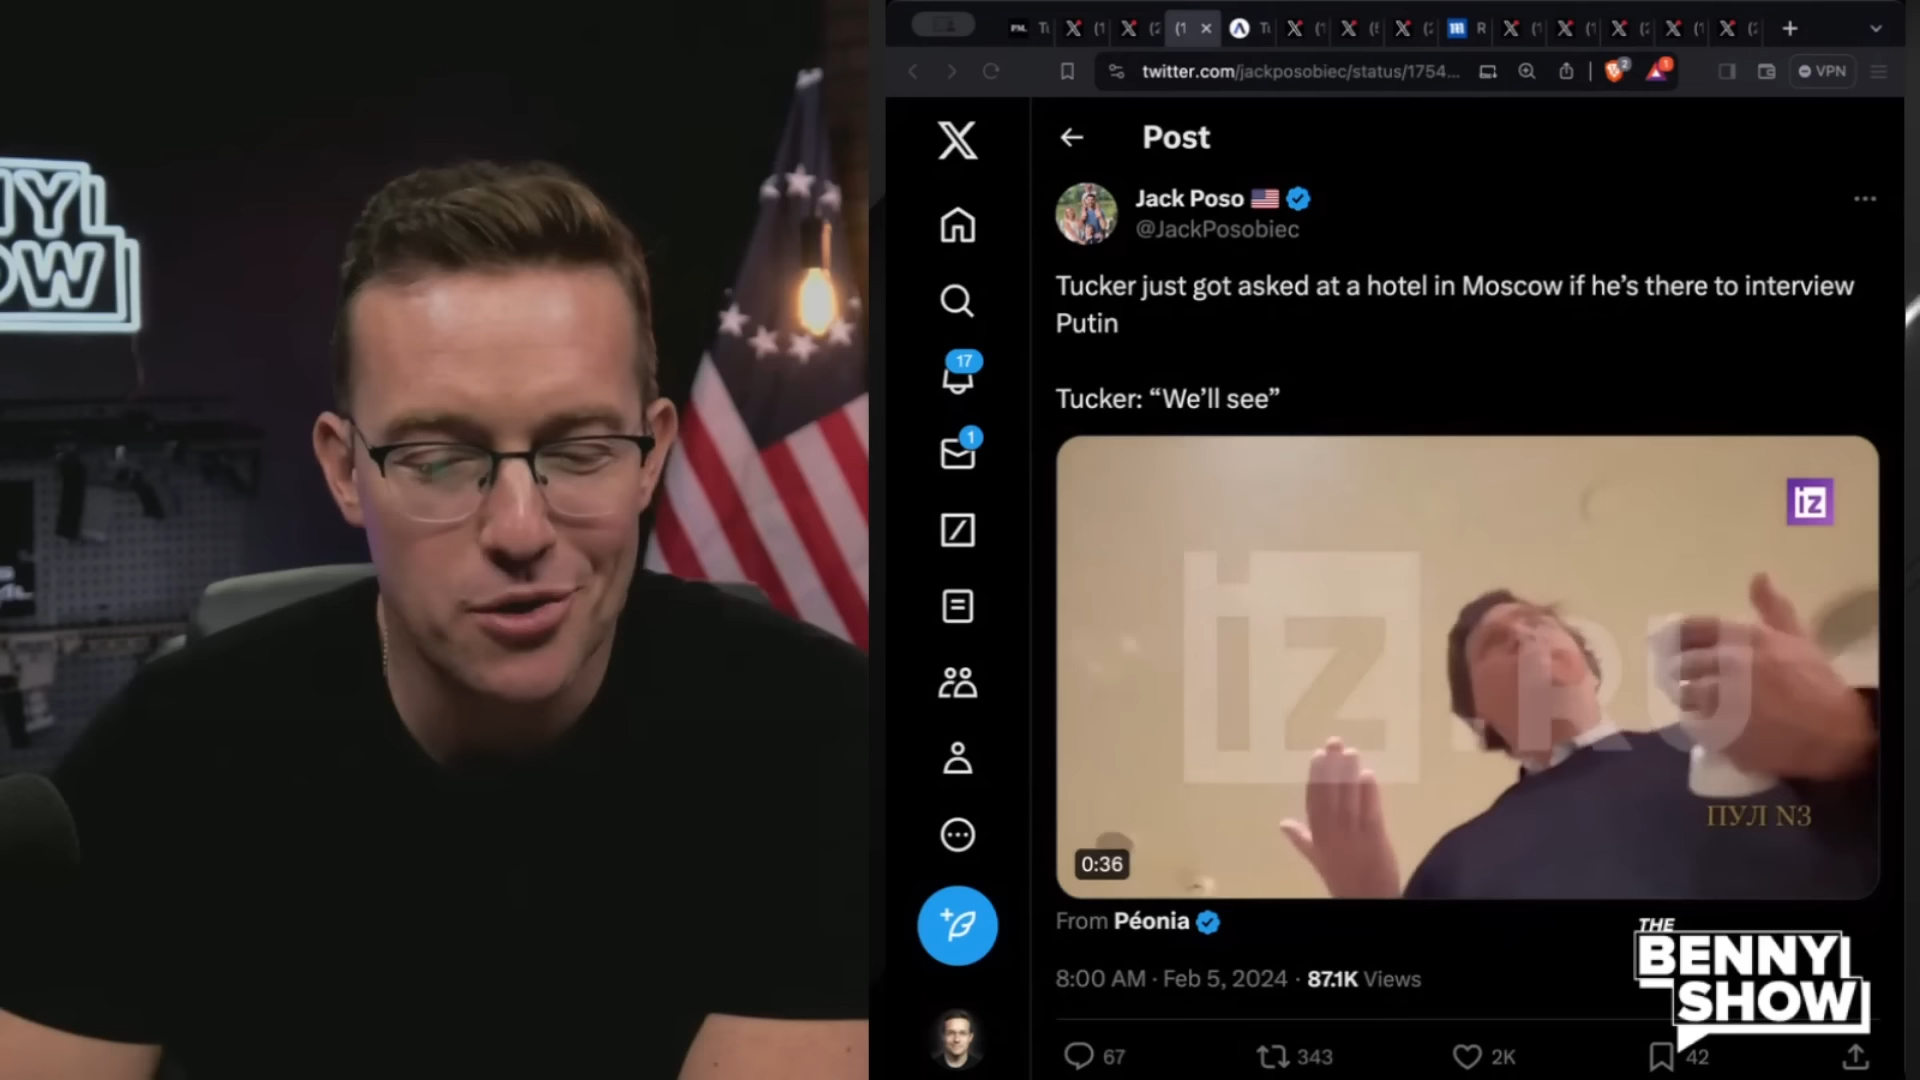 NY
OW
twitter.com/jackposobiec/status/1754...
VPN
Post
Jack Poso
@JackPosobiec
Tucker just got asked at a hotel in Moscow if he’s there to interview
Putin
Tucker: “We’ll see”
17
1
iz
iz.RU
ПУЛ N3
0:36
From Péonia
8:00 AM · Feb 5, 2024 · 87.1K Views
67
343
2K
42
THE
BENNY
SHOW